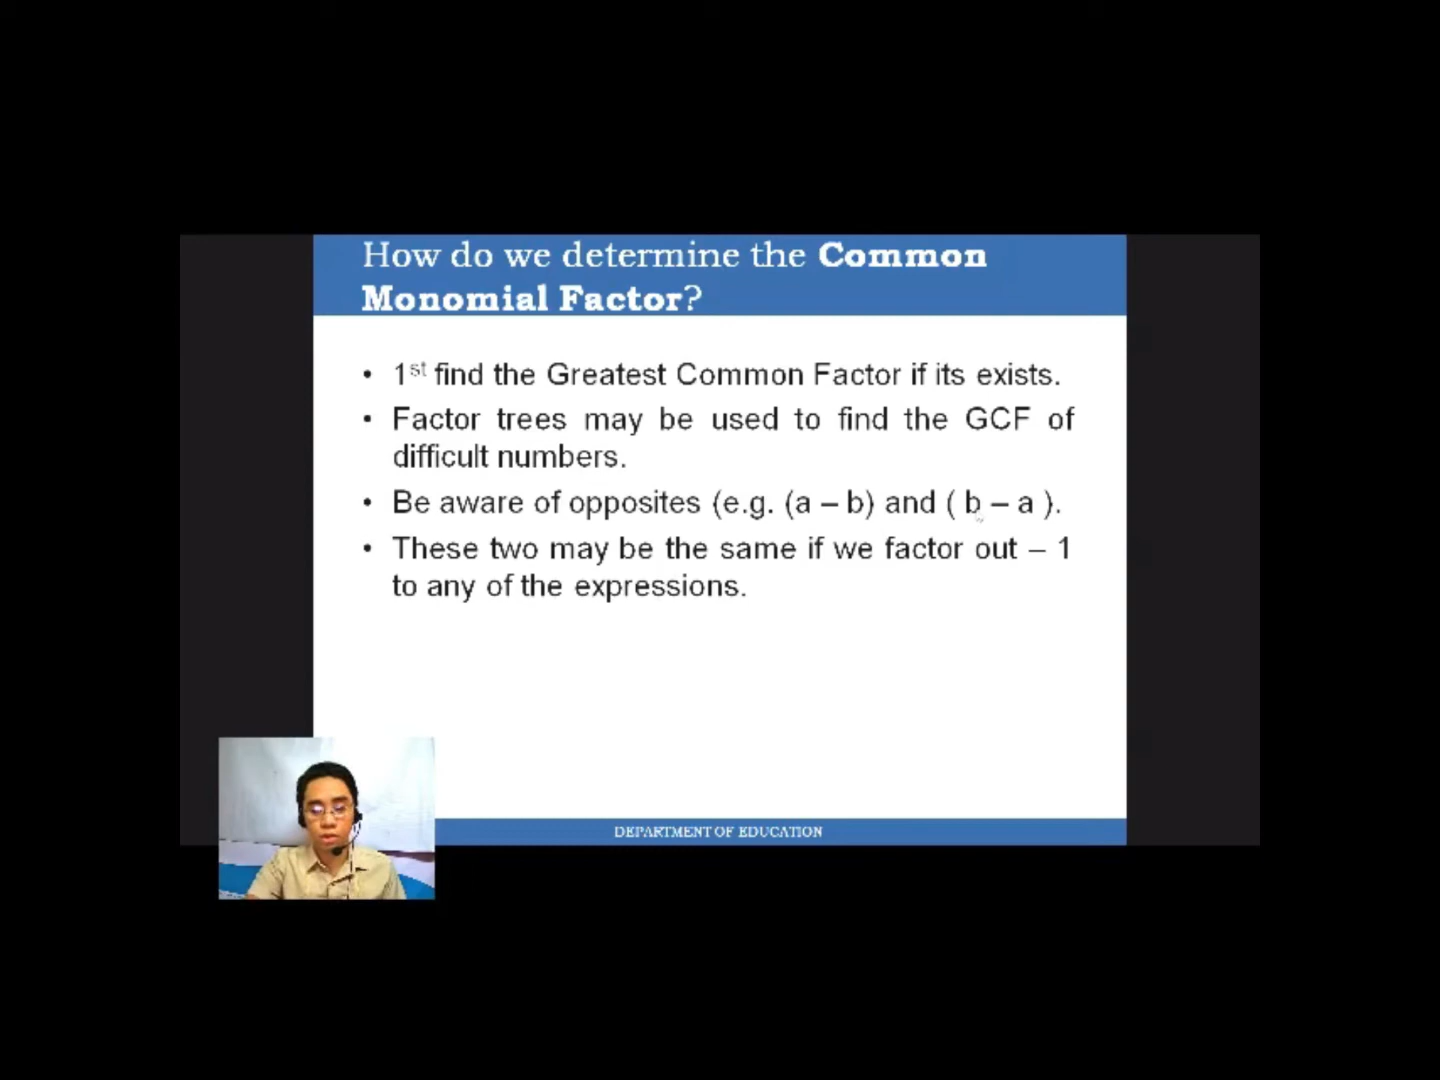 How do we determine the Common
Monomial Factor?
• 1st find the Greatest Common Factor if its exists.
• Factor trees may be used to find the GCF of
difficult numbers.
• Be aware of opposites (e.g. (a – b) and ( b – a ).
• These two may be the same if we factor out – 1
to any of the expressions.
DEPARTMENT OF EDUCATION